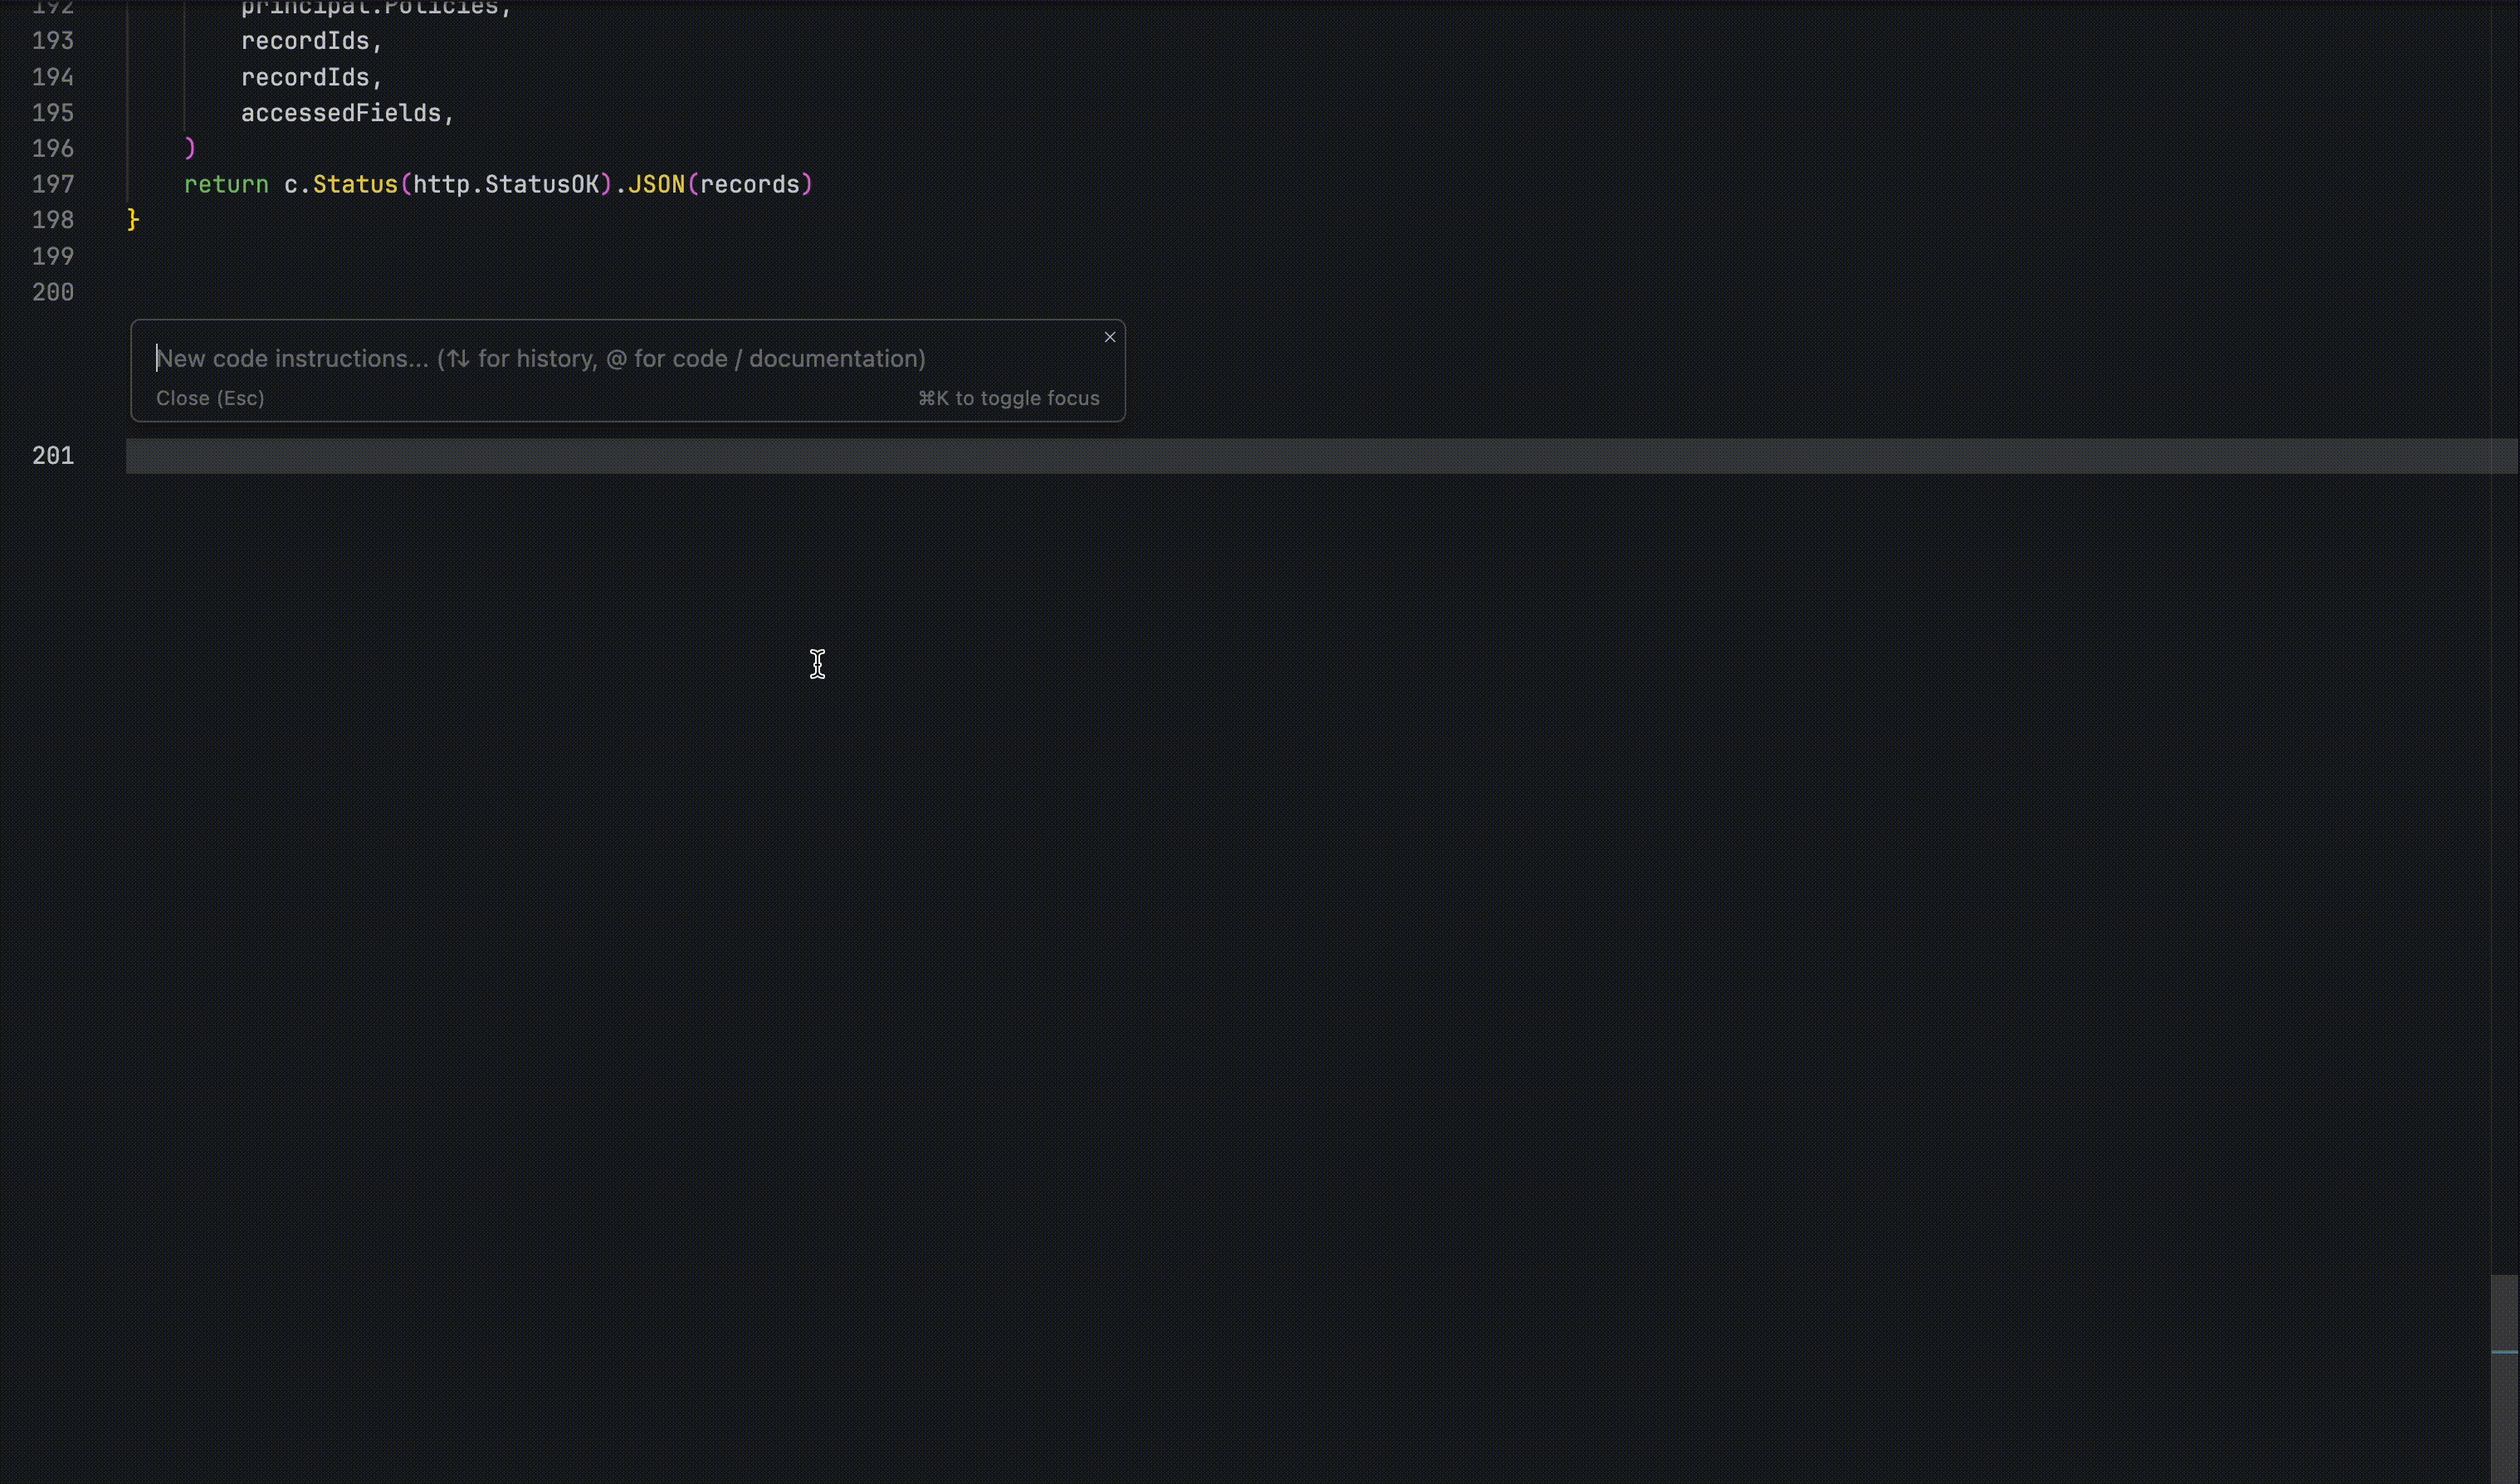 192 principal.Policies,
193 recordIds,
194 recordIds,
195 accessedFields,
196 )
197 return c.Status(http.StatusOK).JSON(records)
198 }
199
200
New code instructions... (↑↓ for history, @ for code / documentation)
Close (Esc) ⌘K to toggle focus
201